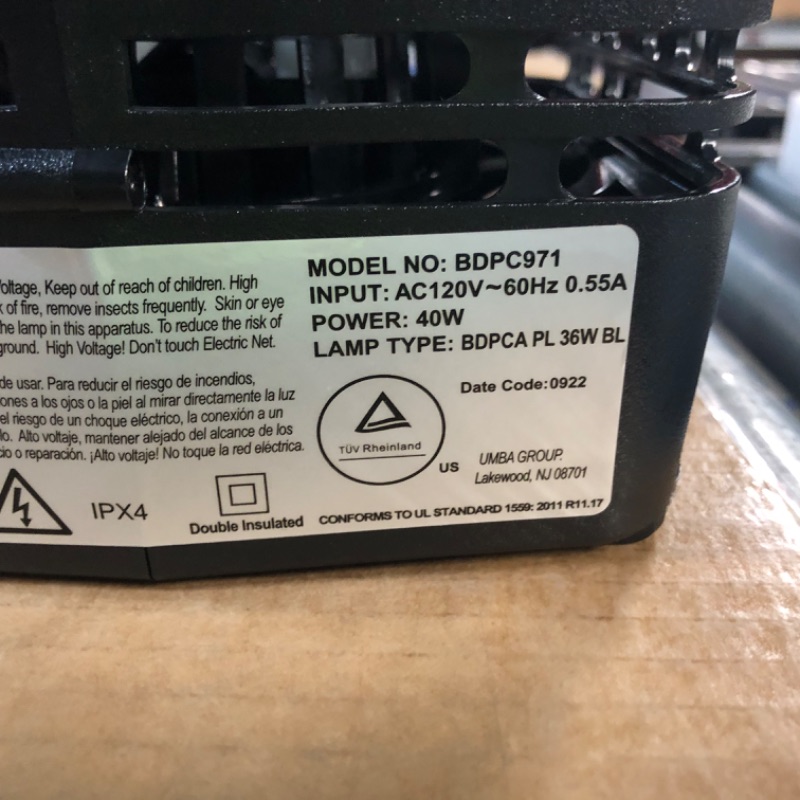 oltage, Keep out of reach of children. High
of fire, remove insects frequently. Skin or eye
he lamp in this apparatus. To reduce the risk of
ground. High Voltage! Don't touch Electric Net.
de usar. Para reducir el riesgo de incendios,
ones a los ojos o la piel al mirar directamente la luz
el riesgo de un choque eléctrico, la conexión a un
lo. Alto voltaje, mantener alejado del alcance de los
cio o reparación. ¡Alto voltaje! No toque la red eléctrica.
IPX4
Double Insulated
MODEL NO: BDPC971
INPUT: AC120V~60Hz 0.55A
POWER: 40W
LAMP TYPE: BDPCA PL 36W BL
Date Code:0922
TÜV Rheinland
US
UMBA GROUP.
Lakewood, NJ 08701
CONFORMS TO UL STANDARD 1559: 2011 R11.17